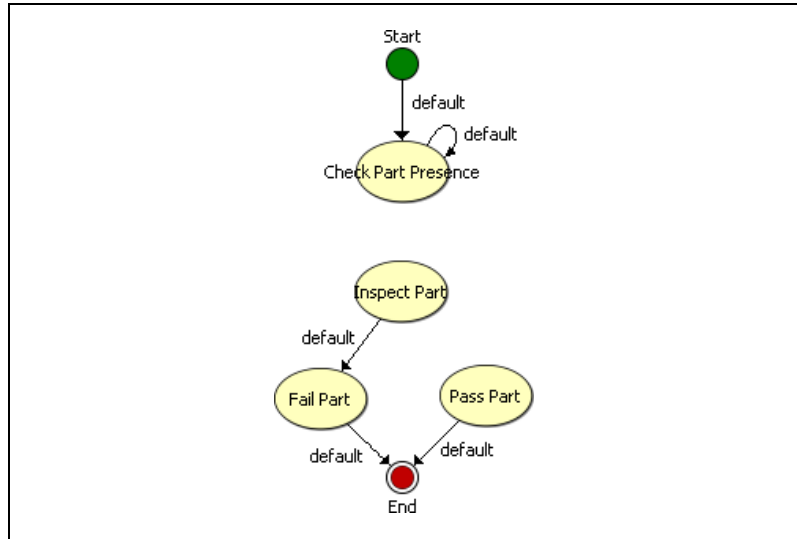 Start
default
default
Check Part Presence
Inspect Part
default
Fail Part
Pass Part
default
default
End